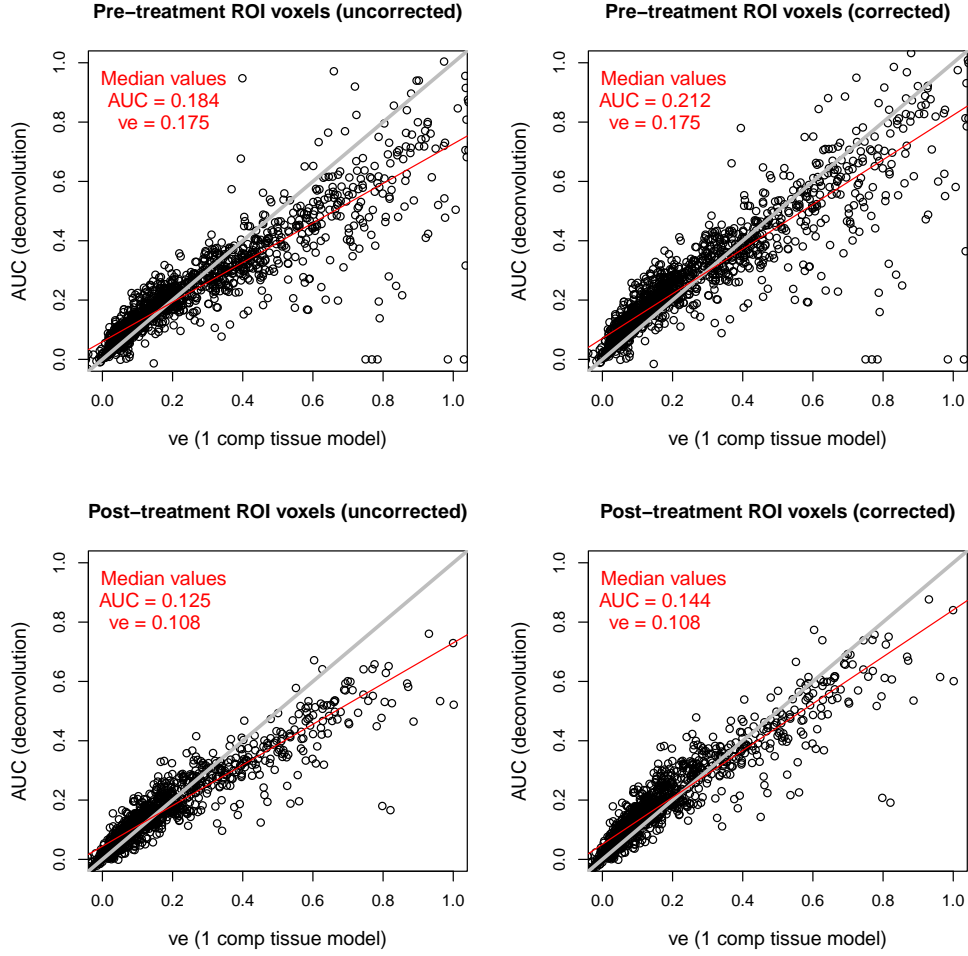 Pre−treatment ROI voxels (uncorrected)
Median values
AUC = 0.184
ve = 0.175
AUC (deconvolution)
0.0 0.2 0.4 0.6 0.8 1.0
0.0 0.2 0.4 0.6 0.8 1.0
ve (1 comp tissue model)
Pre−treatment ROI voxels (corrected)
Median values
AUC = 0.212
ve = 0.175
AUC (deconvolution)
0.0 0.2 0.4 0.6 0.8 1.0
0.0 0.2 0.4 0.6 0.8 1.0
ve (1 comp tissue model)
Post−treatment ROI voxels (uncorrected)
Median values
AUC = 0.125
ve = 0.108
AUC (deconvolution)
0.0 0.2 0.4 0.6 0.8 1.0
0.0 0.2 0.4 0.6 0.8 1.0
ve (1 comp tissue model)
Post−treatment ROI voxels (corrected)
Median values
AUC = 0.144
ve = 0.108
AUC (deconvolution)
0.0 0.2 0.4 0.6 0.8 1.0
0.0 0.2 0.4 0.6 0.8 1.0
ve (1 comp tissue model)